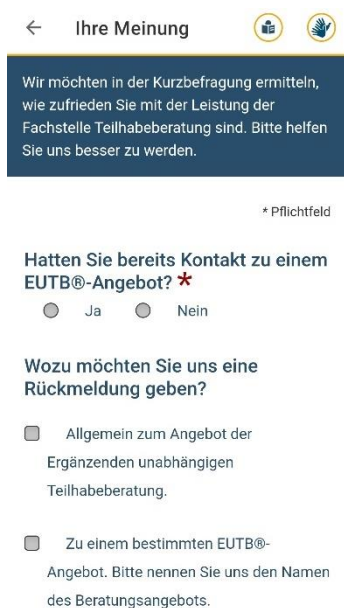 Ihre Meinung
Wir möchten in der Kurzbefragung ermitteln,
wie zufrieden Sie mit der Leistung der
Fachstelle Teilhabeberatung sind. Bitte helfen
Sie uns besser zu werden.
* Pflichtfeld
Hatten Sie bereits Kontakt zu einem
EUTB®-Angebot? *
Ja Nein
Wozu möchten Sie uns eine
Rückmeldung geben?
Allgemein zum Angebot der
Ergänzenden unabhängigen
Teilhabeberatung.
Zu einem bestimmten EUTB®-
Angebot. Bitte nennen Sie uns den Namen
des Beratungsangebots.